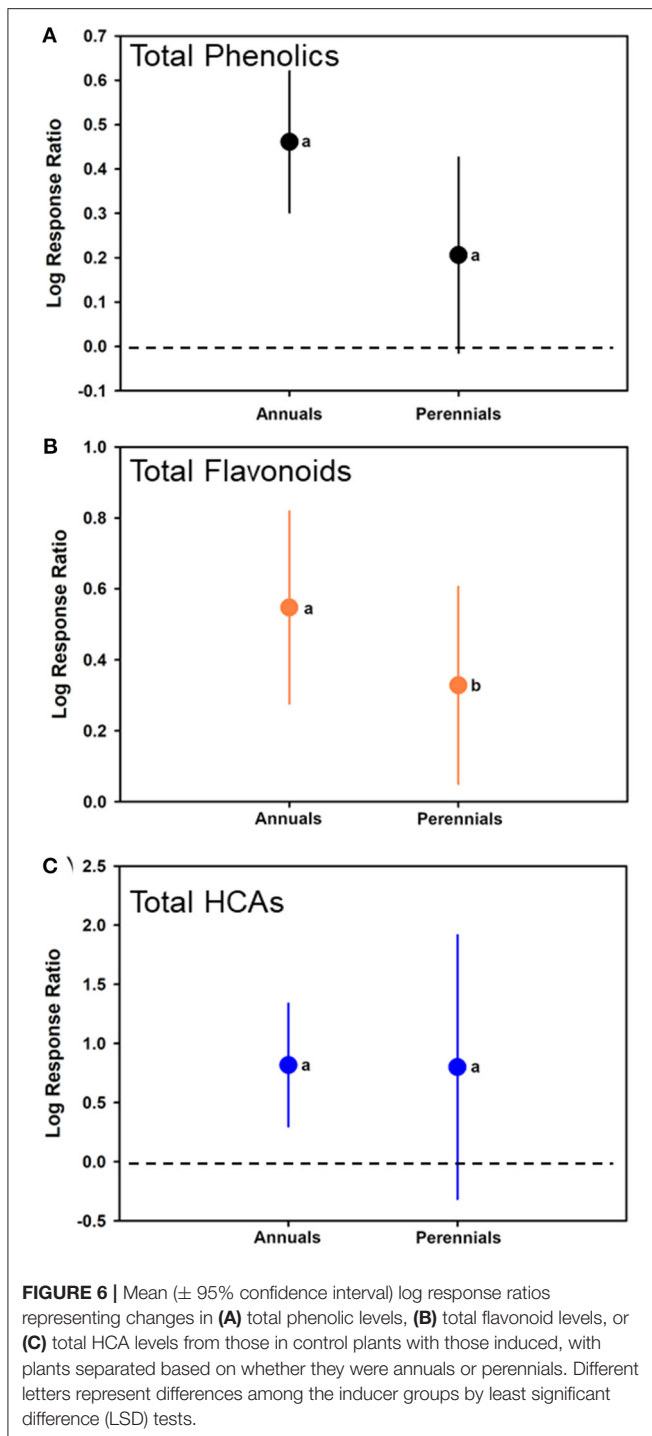 A
Total Phenolics
Log Response Ratio
0.7
0.6
0.5
0.4
0.3
0.2
0.1
0.0
-0.1
a
a
Annuals Perennials
B
Total Flavonoids
Log Response Ratio
1.0
0.8
0.6
0.4
0.2
0.0
a
b
Annuals Perennials
C
Total HCAs
Log Response Ratio
2.5
2.0
1.5
1.0
0.5
0.0
-0.5
a
a
Annuals Perennials
FIGURE 6 | Mean (± 95% confidence interval) log response ratios
representing changes in (A) total phenolic levels, (B) total flavonoid levels, or
(C) total HCA levels from those in control plants with those induced, with
plants separated based on whether they were annuals or perennials. Different
letters represent differences among the inducer groups by least significant
difference (LSD) tests.